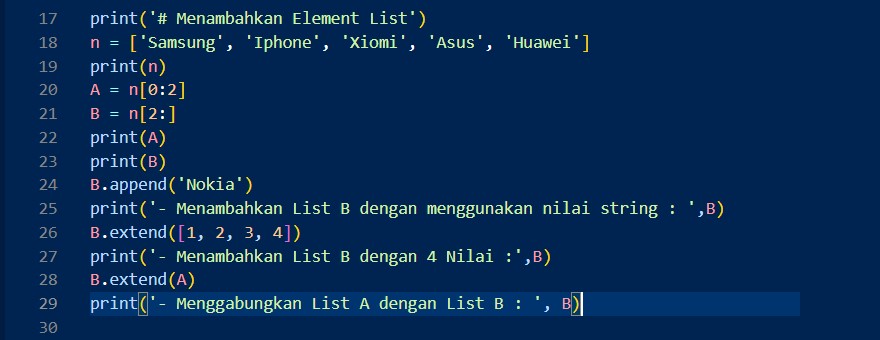 17 print('# Menambahkan Element List')
18 n = ['Samsung', 'Iphone', 'Xiomi', 'Asus', 'Huawei']
19 print(n)
20 A = n[0:2]
21 B = n[2:]
22 print(A)
23 print(B)
24 B.append('Nokia')
25 print('- Menambahkan List B dengan menggunakan nilai string : ',B)
26 B.extend([1, 2, 3, 4])
27 print('- Menambahkan List B dengan 4 Nilai :',B)
28 B.extend(A)
29 print('- Menggabungkan List A dengan List B : ', B)
30